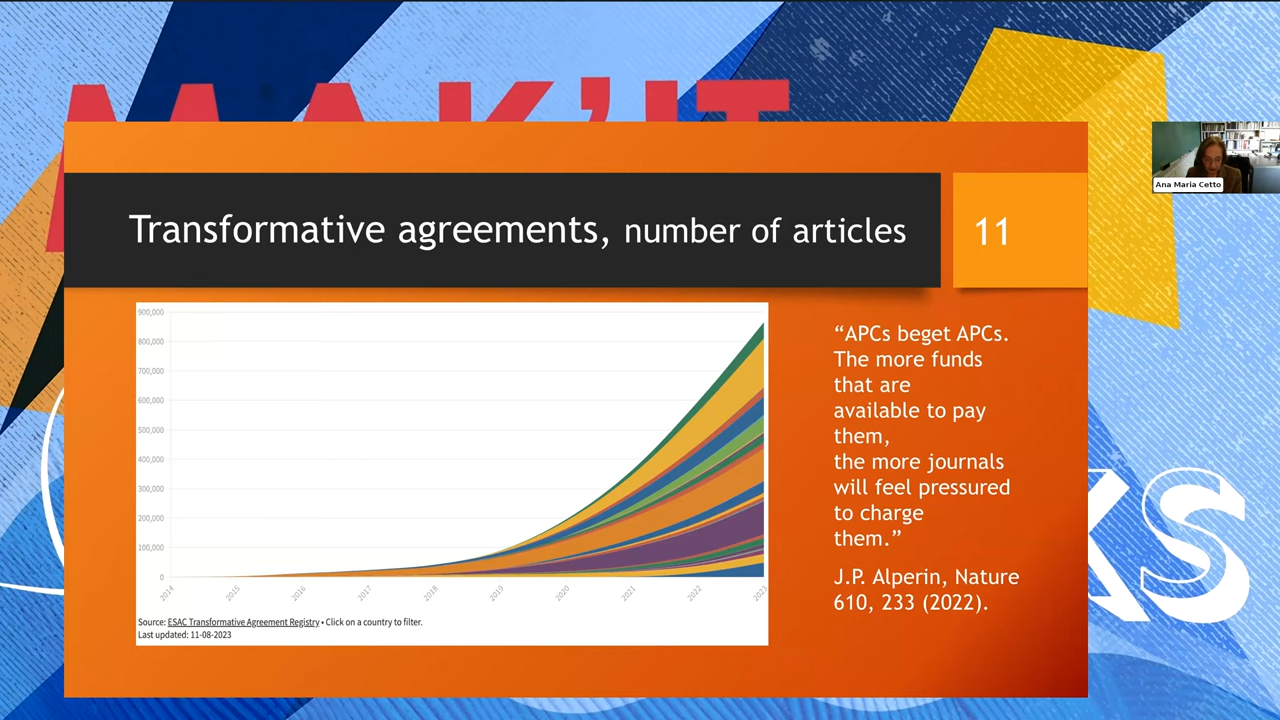 MAK'IT
Transformative agreements, number of articles
11
Ana Maria Cetto
900,000
800,000
700,000
600,000
500,000
400,000
300,000
200,000
100,000
0
2014
2015
2016
2017
2018
2019
2020
2021
2022
2023
Source: ESAC Transformative Agreement Registry • Click on a country to filter.
Last updated: 11-08-2023
“APCs beget APCs.
The more funds
that are
available to pay
them,
the more journals
will feel pressured
to charge
them.”
J.P. Alperin, Nature
610, 233 (2022).